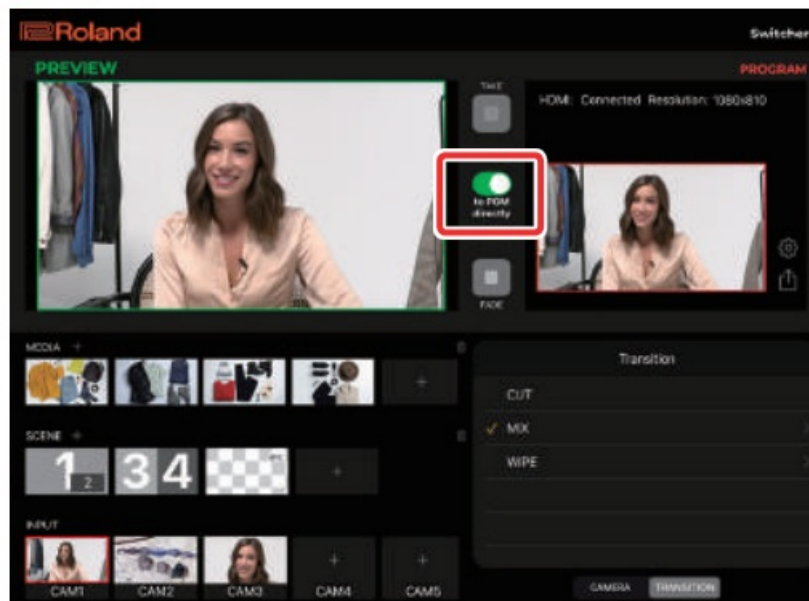 Roland
Switcher
PREVIEW
PROGRAM
TAKE
HDMI: Connected Resolution: 1080x810
to PGM
directly
FADE
MEDIA +
+
Transition
CUT
✓ MIX
WIPE
SCENE +
1 2
3 4
+
INPUT
+
+
CAM1
CAM2
CAM3
CAM4
CAM5
CAMERA
TRANSITION